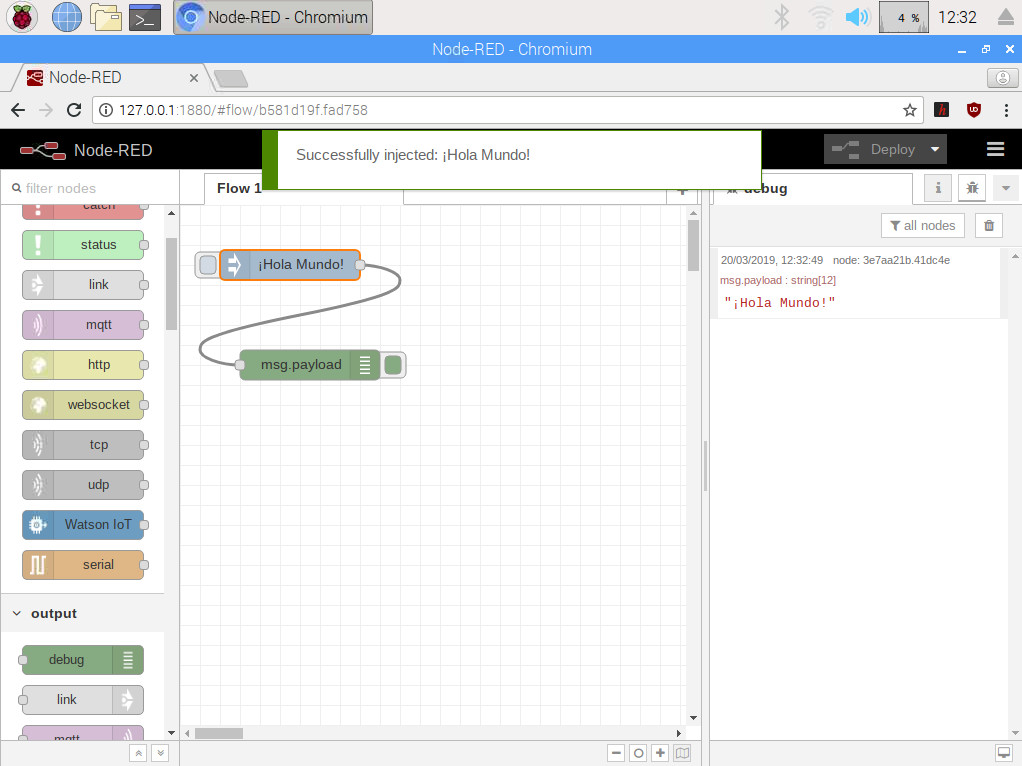 Node-RED - Chromium
4 %
12:32
Node-RED - Chromium
Node-RED
127.0.0.1:1880/#flow/b581d19f.fad758
Node-RED
Successfully injected: ¡Hola Mundo!
Deploy
filter nodes
Flow 1
debug
catch
status
link
mqtt
http
websocket
tcp
udp
Watson IoT
serial
output
debug
link
mqtt
¡Hola Mundo!
msg.payload
all nodes
20/03/2019, 12:32:49 node: 3e7aa21b.41dc4e
msg.payload : string[12]
"¡Hola Mundo!"